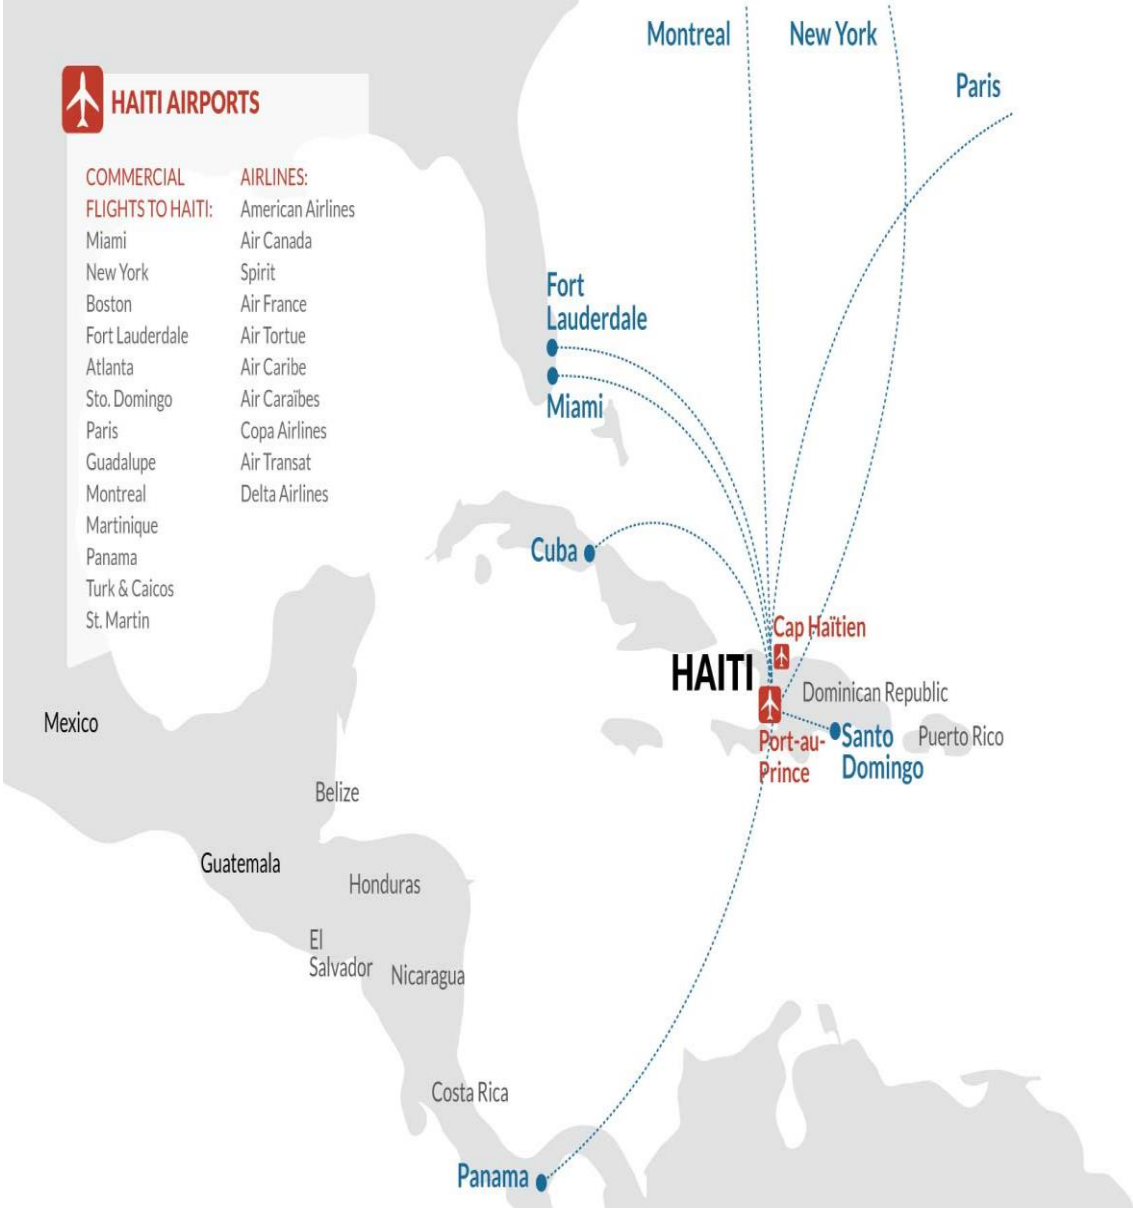 Montreal
New York
Paris
HAITI AIRPORTS
COMMERCIAL
FLIGHTS TO HAITI:
Miami
New York
Boston
Fort Lauderdale
Atlanta
Sto. Domingo
Paris
Guadalupe
Montreal
Martinique
Panama
Turk & Caicos
St. Martin
AIRLINES:
American Airlines
Air Canada
Spirit
Air France
Air Tortue
Air Caribe
Air Caraïbes
Copa Airlines
Air Transat
Delta Airlines
Fort
Lauderdale
Miami
Cuba
Cap Haïtien
HAITI
Dominican Republic
Port-au-
Prince
Santo
Domingo
Puerto Rico
Mexico
Belize
Guatemala
Honduras
El
Salvador
Nicaragua
Costa Rica
Panama